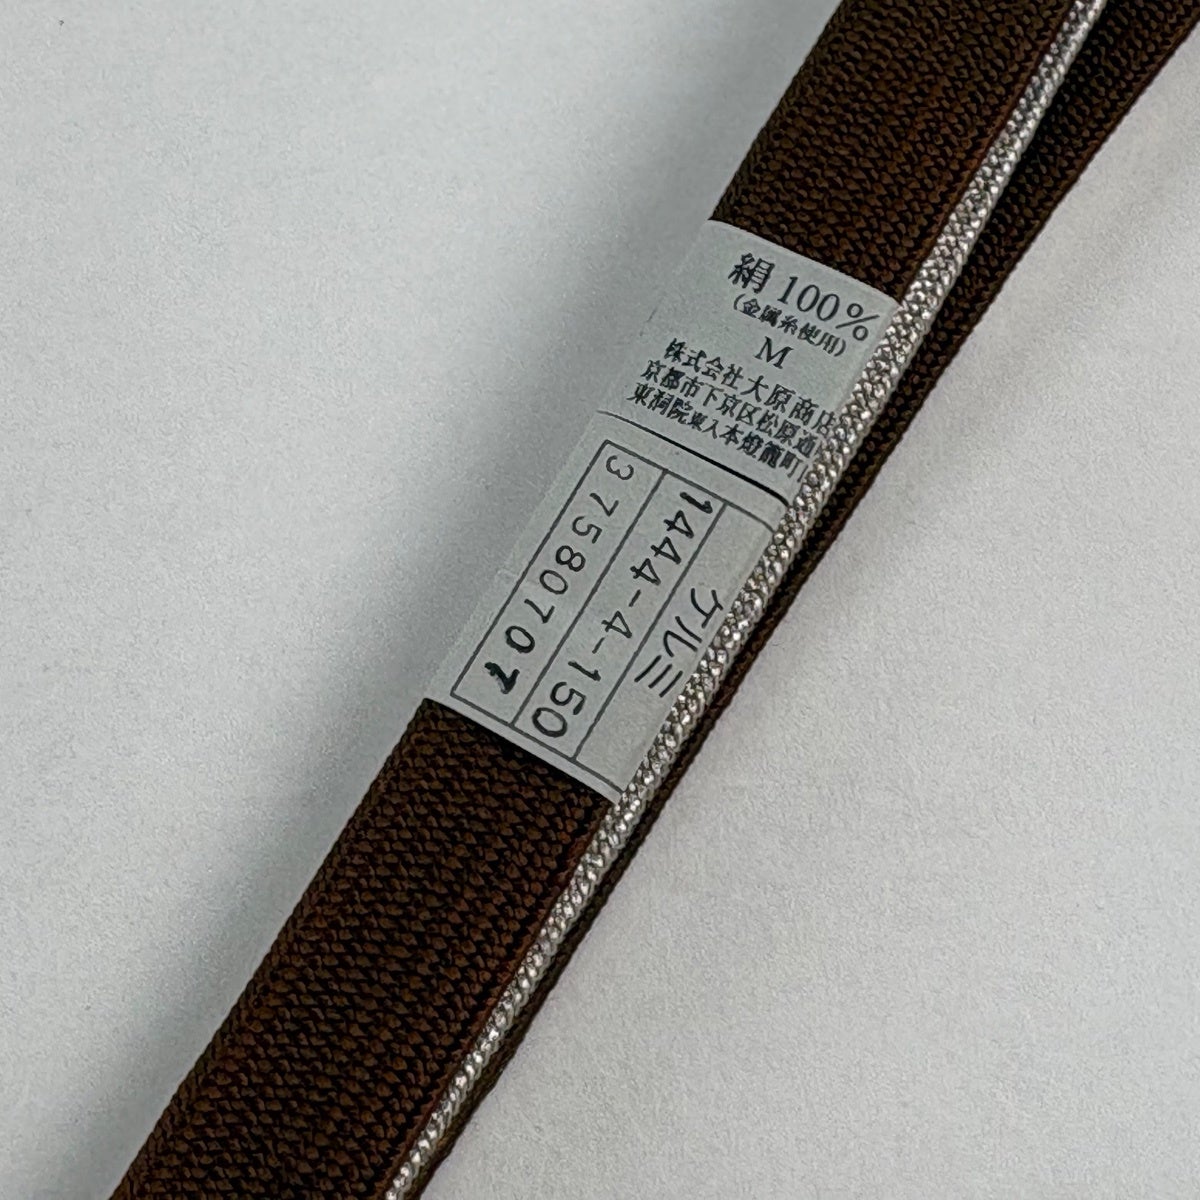 絹100%
(金属糸使用)
M
株式会社大原商店
京都市下京区松原通
東洞院東入本燈籠町
クルミ
1444-4-150
37580707